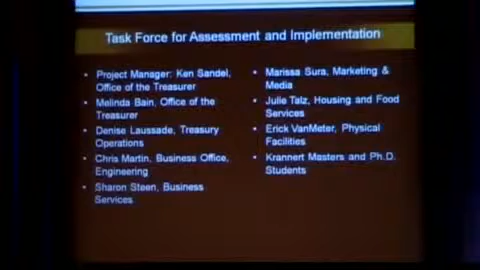 Task Force for Assessment and Implementation
• Project Manager: Ken Sandel,
Office of the Treasurer
• Melinda Bain, Office of the
Treasurer
• Denise Laussade, Treasury
Operations
• Chris Martin, Business Office,
Engineering
• Sharon Steen, Business
Services
• Marissa Sura, Marketing &
Media
• Julie Talz, Housing and Food
Services
• Erick VanMeter, Physical
Facilities
• Krannert Masters and Ph.D.
Students